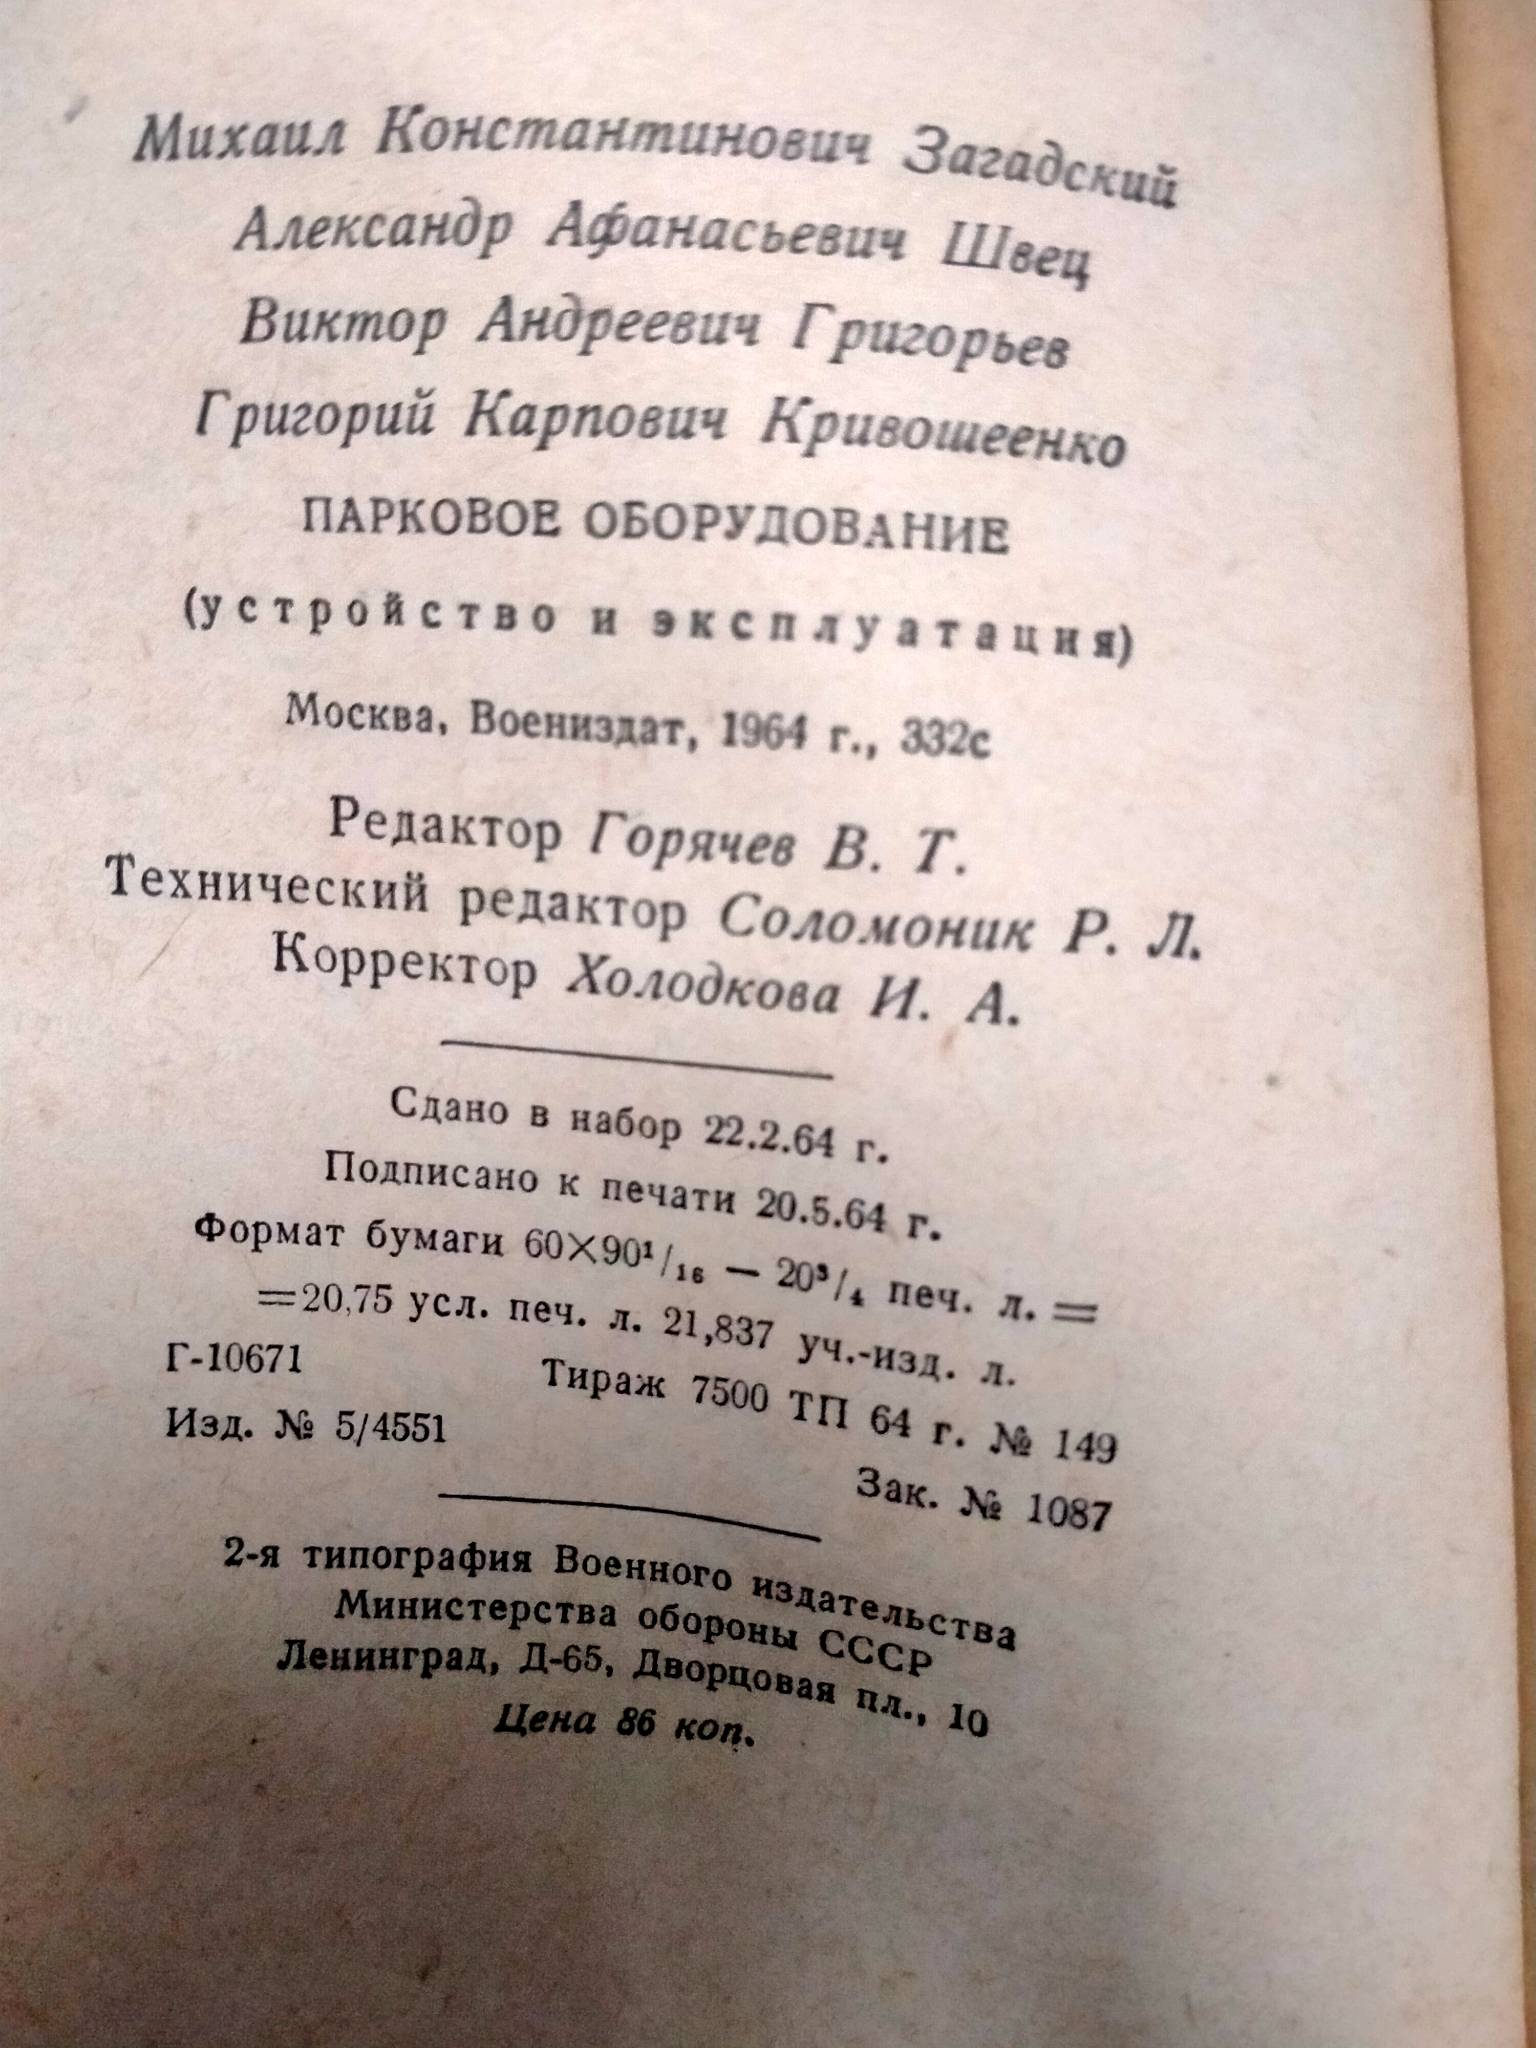 Михаил Константинович Загадский
Александр Афанасьевич Швец
Виктор Андреевич Григорьев
Григорий Карпович Кривошеенко
ПАРКОВОЕ ОБОРУДОВАНИЕ
(устройство и эксплуатация)
Москва, Воениздат, 1964 г., 332с
Редактор Горячев В. Т.
Технический редактор Соломоник Р. Л.
Корректор Холодкова И. А.
Сдано в набор 22.2.64 г.
Подписано к печати 20.5.64 г.
Формат бумаги 60×90¹/₁₆ — 20³/₄ печ. л. =
=20,75 усл. печ. л. 21,837 уч.-изд. л.
Г-10671 Тираж 7500 ТП 64 г. № 149
Изд. № 5/4551 Зак. № 1087
2-я типография Военного издательства
Министерства обороны СССР
Ленинград, Д-65, Дворцовая пл., 10
Цена 86 коп.